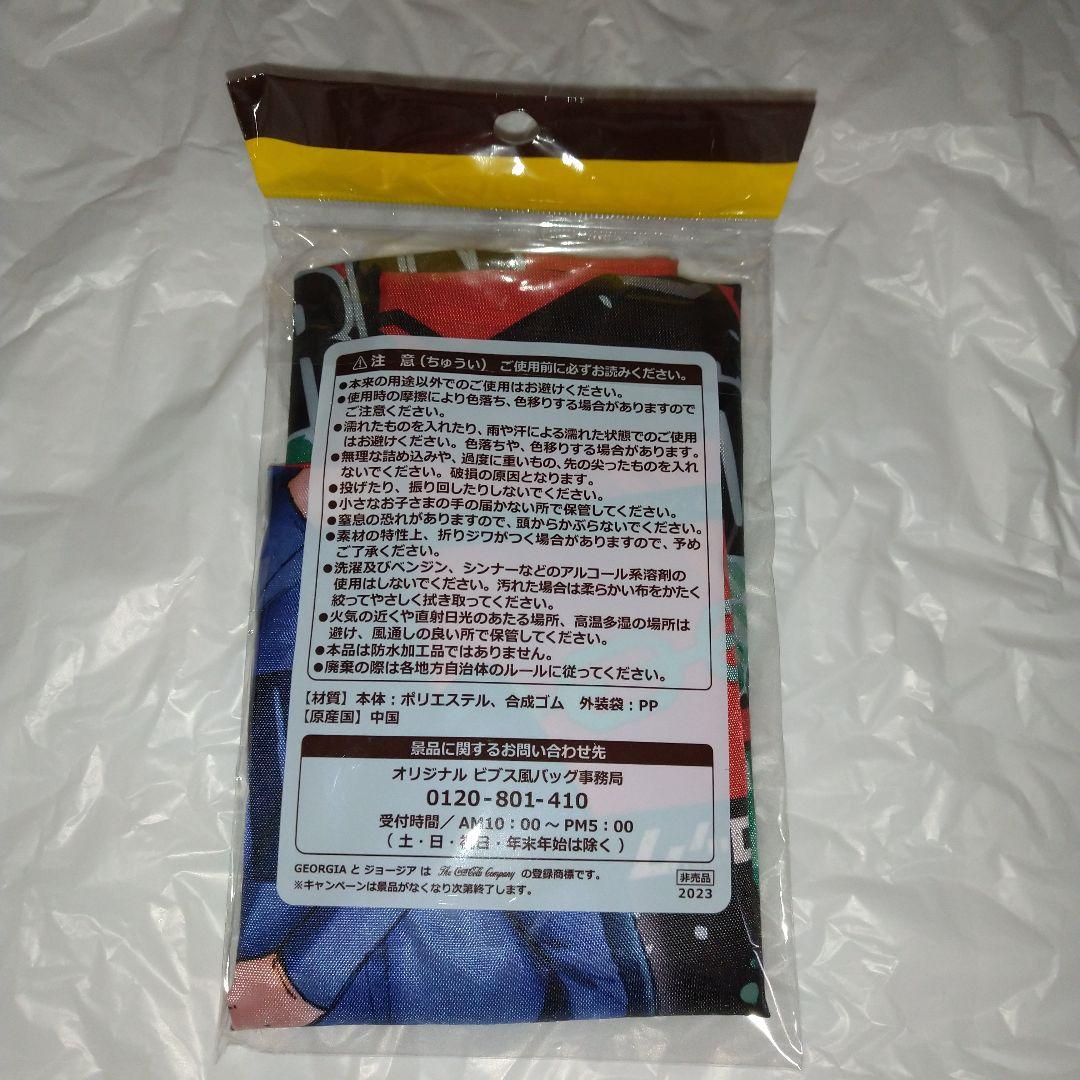 ⚠注 意(ちゅうい) ご使用前に必ずお読みください。
●本来の用途以外でのご使用はお避けください。
●使用時の摩擦により色落ち、色移りする場合がありますので
ご注意ください。
●濡れたものを入れたり、雨や汗による濡れた状態でのご使用
はお避けください。色落ちや、色移りする場合があります。
●無理な詰め込みや、過度に重いもの、先の尖ったものを入れ
ないでください。破損の原因となります。
●投げたり、振り回したりしないでください。
●小さなお子さまの手の届かない所で保管してください。
●窒息の恐れがありますので、頭からかぶらないでください。
●素材の特性上、折りジワがつく場合がありますので、予め
ご了承ください。
●洗濯及びベンジン、シンナーなどのアルコール系溶剤の
使用はしないでください。汚れた場合は柔らかい布をかたく
絞ってやさしく拭き取ってください。
●火気の近くや直射日光のあたる場所、高温多湿の場所は
避け、風通しの良い所で保管してください。
●本品は防水加工品ではありません。
●廃棄の際は各地方自治体のルールに従ってください。
【材質】本体:ポリエステル、合成ゴム 外装袋:PP
【原産国】中国
景品に関するお問い合わせ先
オリジナル ビブス風バッグ事務局
0120-801-410
受付時間/AM10:00~PM5:00
(土・日・祝日・年末年始は除く)
GEORGIA と ジョージア は The Coca-Cola Company の登録商標です。
※キャンペーンは景品がなくなり次第終了します。
非売品
2023